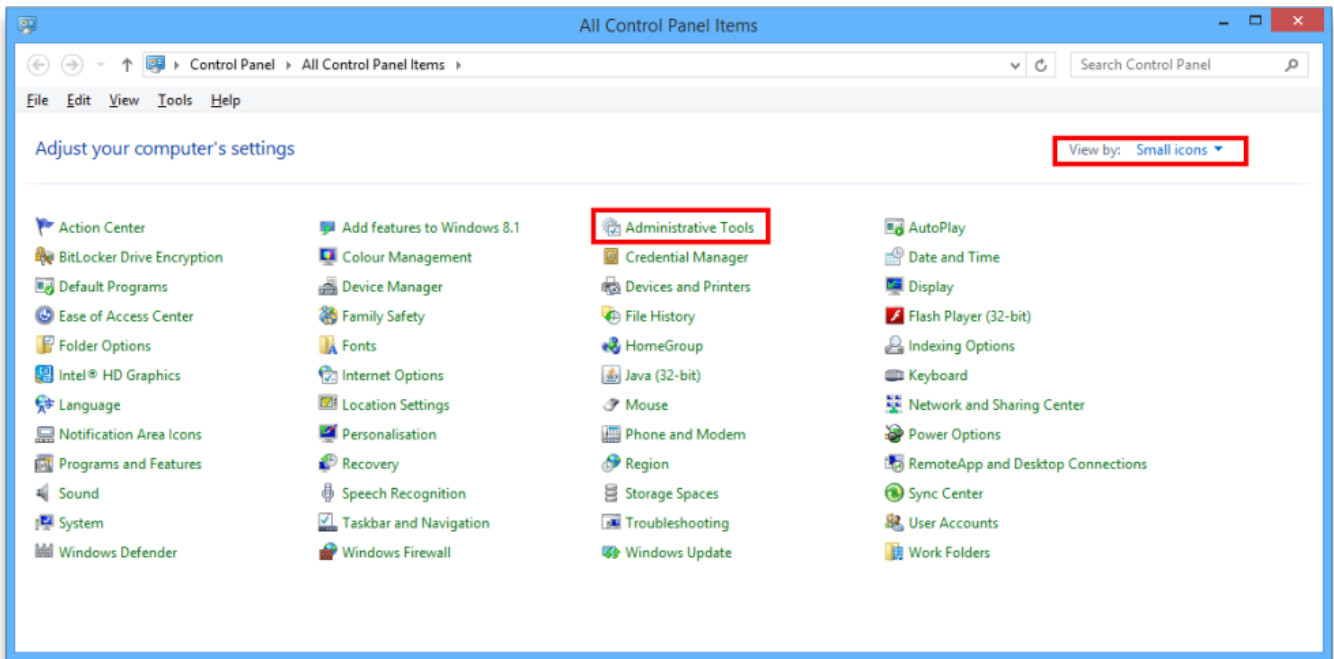 All Control Panel Items
Control Panel All Control Panel Items Search Control Panel
File Edit View Tools Help
Adjust your computer's settings View by: Small icons
Action Center Add features to Windows 8.1 Administrative Tools AutoPlay
BitLocker Drive Encryption Colour Management Credential Manager Date and Time
Default Programs Device Manager Devices and Printers Display
Ease of Access Center Family Safety File History Flash Player (32-bit)
Folder Options Fonts HomeGroup Indexing Options
Intel® HD Graphics Internet Options Java (32-bit) Keyboard
Language Location Settings Mouse Network and Sharing Center
Notification Area Icons Personalisation Phone and Modem Power Options
Programs and Features Recovery Region RemoteApp and Desktop Connections
Sound Speech Recognition Storage Spaces Sync Center
System Taskbar and Navigation Troubleshooting User Accounts
Windows Defender Windows Firewall Windows Update Work Folders